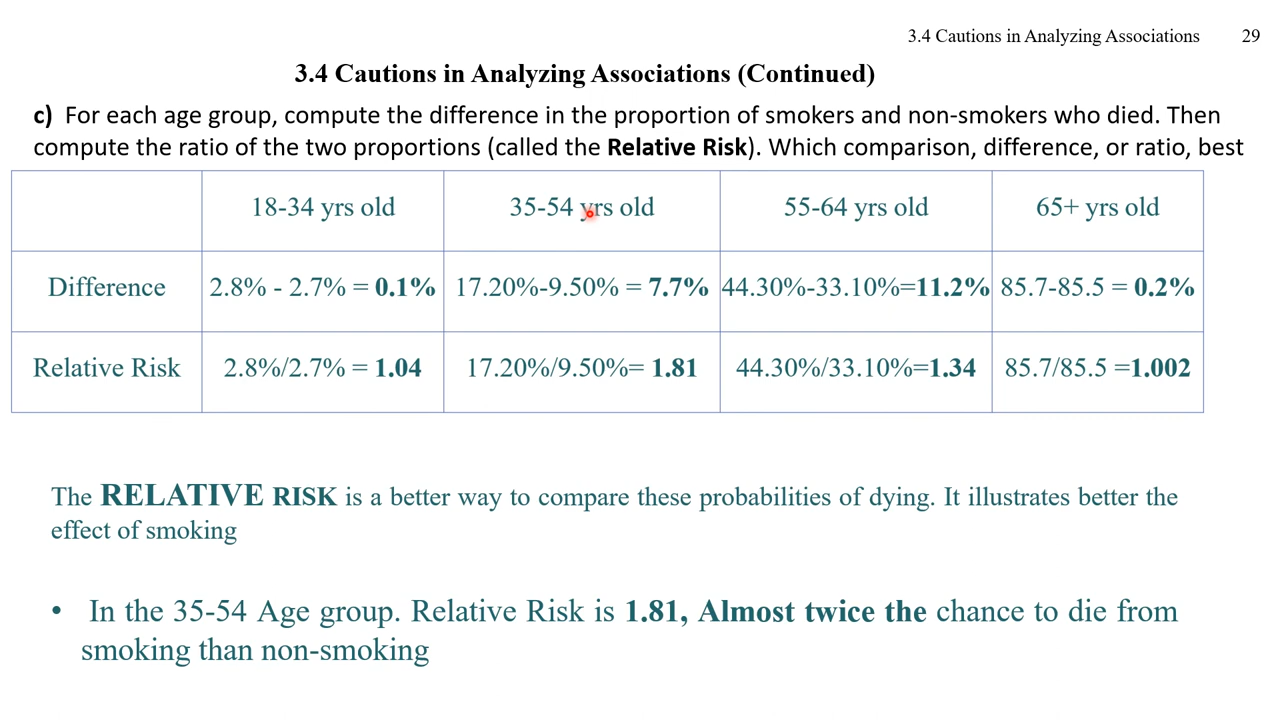 3.4 Cautions in Analyzing Associations 29
3.4 Cautions in Analyzing Associations (Continued)
c) For each age group, compute the difference in the proportion of smokers and non-smokers who died. Then
compute the ratio of the two proportions (called the Relative Risk). Which comparison, difference, or ratio, best
18-34 yrs old 35-54 yrs old 55-64 yrs old 65+ yrs old
Difference 2.8% - 2.7% = 0.1% 17.20%-9.50% = 7.7% 44.30%-33.10%=11.2% 85.7-85.5 = 0.2%
Relative Risk 2.8%/2.7% = 1.04 17.20%/9.50%= 1.81 44.30%/33.10%=1.34 85.7/85.5 =1.002
The RELATIVE RISK is a better way to compare these probabilities of dying. It illustrates better the
effect of smoking
• In the 35-54 Age group. Relative Risk is 1.81, Almost twice the chance to die from
smoking than non-smoking